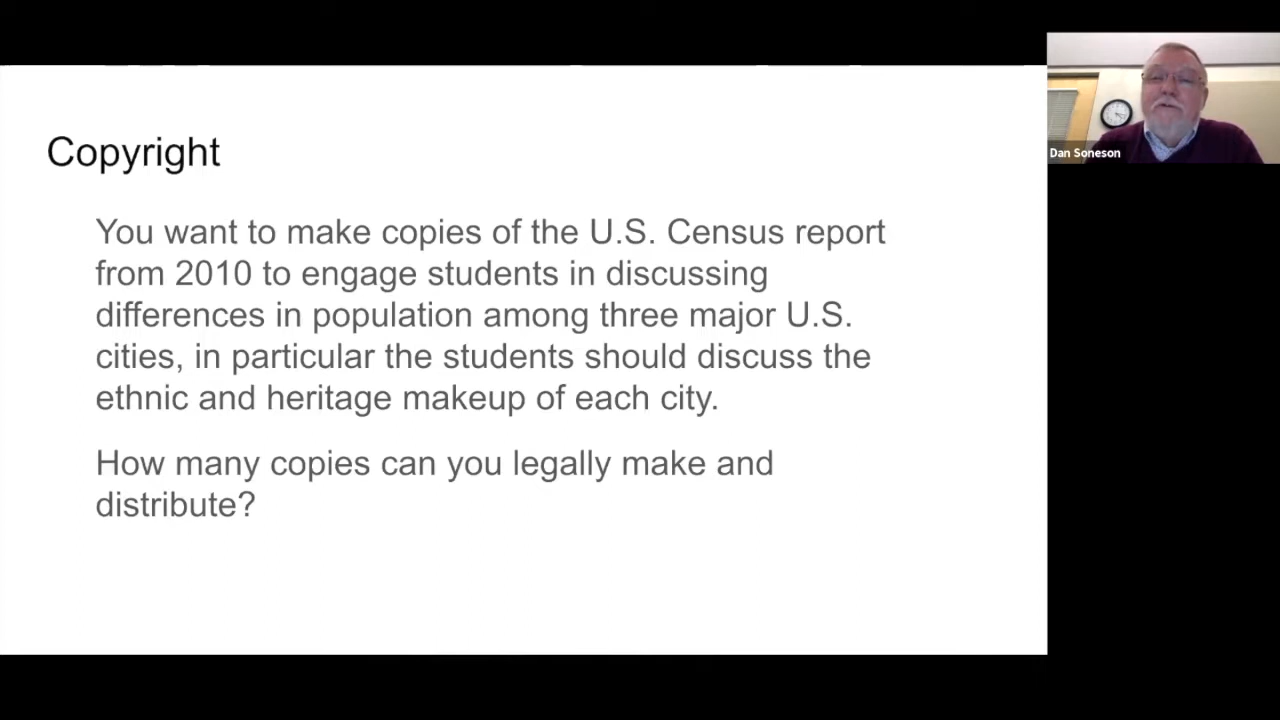 Copyright
You want to make copies of the U.S. Census report
from 2010 to engage students in discussing
differences in population among three major U.S.
cities, in particular the students should discuss the
ethnic and heritage makeup of each city.
How many copies can you legally make and
distribute?
Dan Soneson